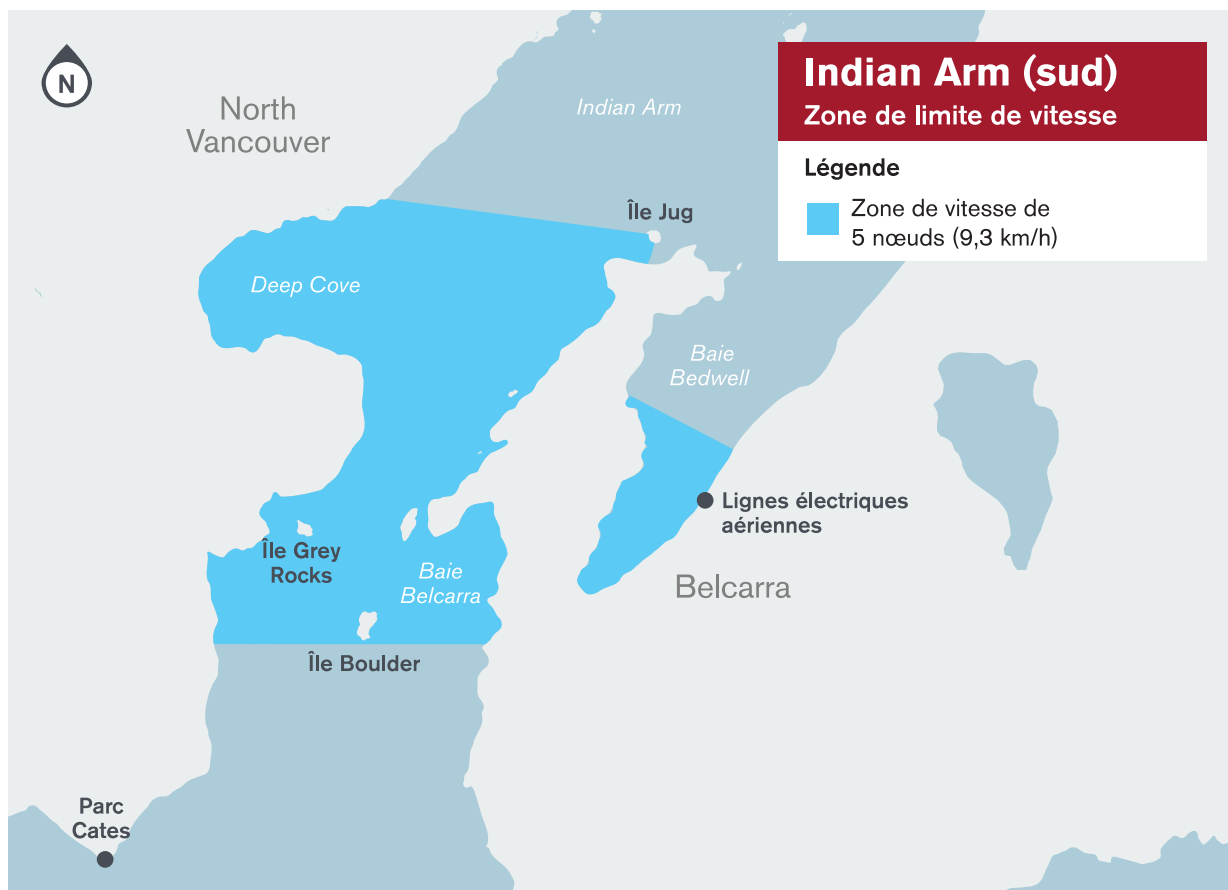 N
North
Vancouver
Indian Arm
Indian Arm (sud)
Zone de limite de vitesse
Légende
Zone de vitesse de
5 nœuds (9,3 km/h)
Île Jug
Deep Cove
Baie
Bedwell
Lignes électriques
aériennes
Île Grey
Rocks
Baie
Belcarra
Belcarra
Île Boulder
Parc
Cates